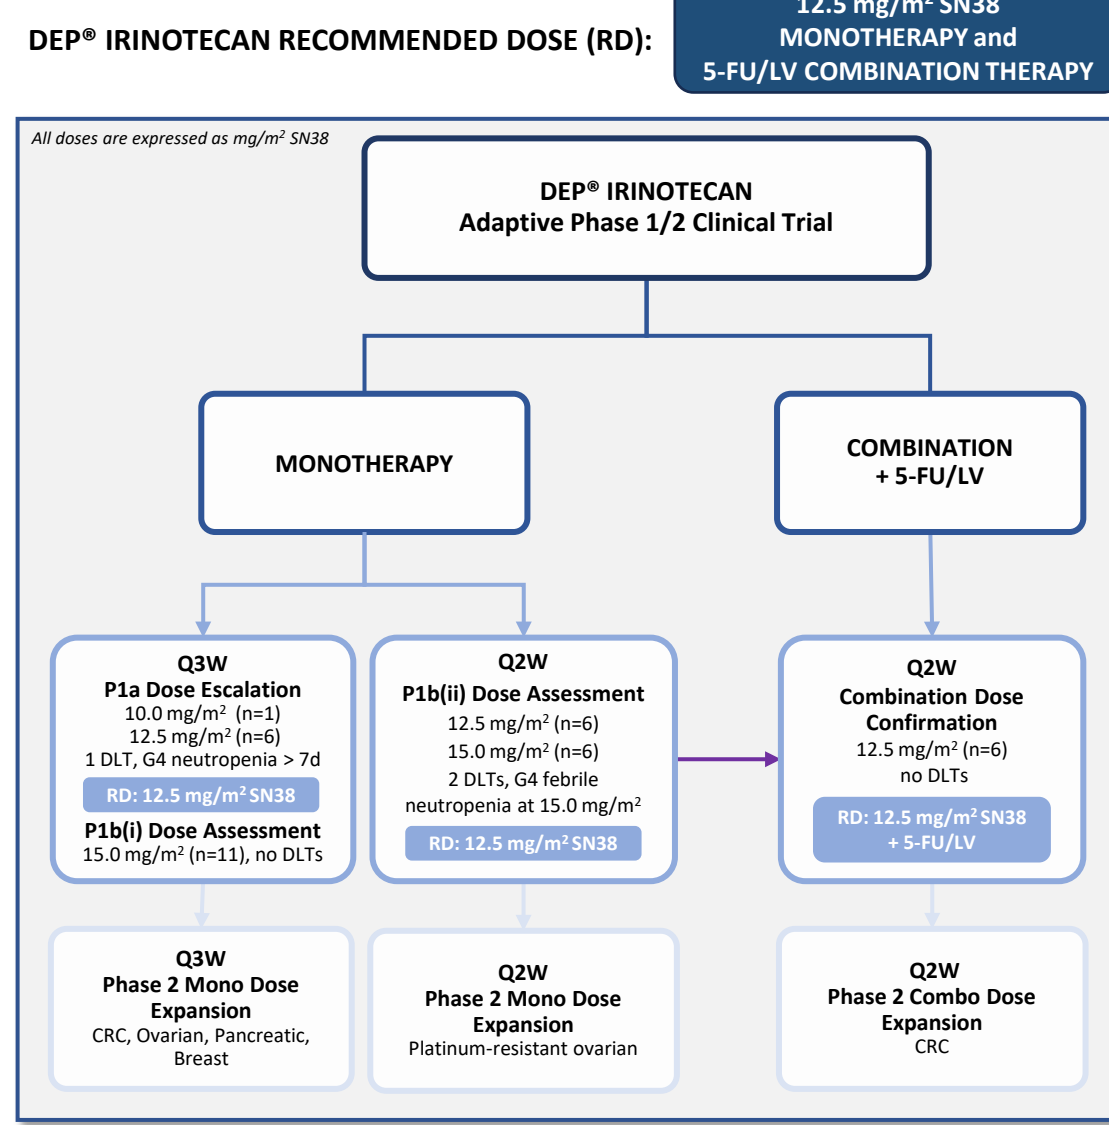 12.5 mg/m² SN38
DEP® IRINOTECAN RECOMMENDED DOSE (RD):
MONOTHERAPY and
5-FU/LV COMBINATION THERAPY
All doses are expressed as mg/m² SN38
DEP® IRINOTECAN
Adaptive Phase 1/2 Clinical Trial
MONOTHERAPY
COMBINATION
+ 5-FU/LV
Q3W
P1a Dose Escalation
10.0 mg/m² (n=1)
12.5 mg/m² (n=6)
1 DLT, G4 neutropenia > 7d
RD: 12.5 mg/m² SN38
P1b(i) Dose Assessment
15.0 mg/m² (n=11), no DLTs
Q2W
P1b(ii) Dose Assessment
12.5 mg/m² (n=6)
15.0 mg/m² (n=6)
2 DLTs, G4 febrile
neutropenia at 15.0 mg/m²
RD: 12.5 mg/m² SN38
Q2W
Combination Dose
Confirmation
12.5 mg/m² (n=6)
no DLTs
RD: 12.5 mg/m² SN38
+ 5-FU/LV
Q3W
Phase 2 Mono Dose
Expansion
CRC, Ovarian, Pancreatic,
Breast
Q2W
Phase 2 Mono Dose
Expansion
Platinum-resistant ovarian
Q2W
Phase 2 Combo Dose
Expansion
CRC